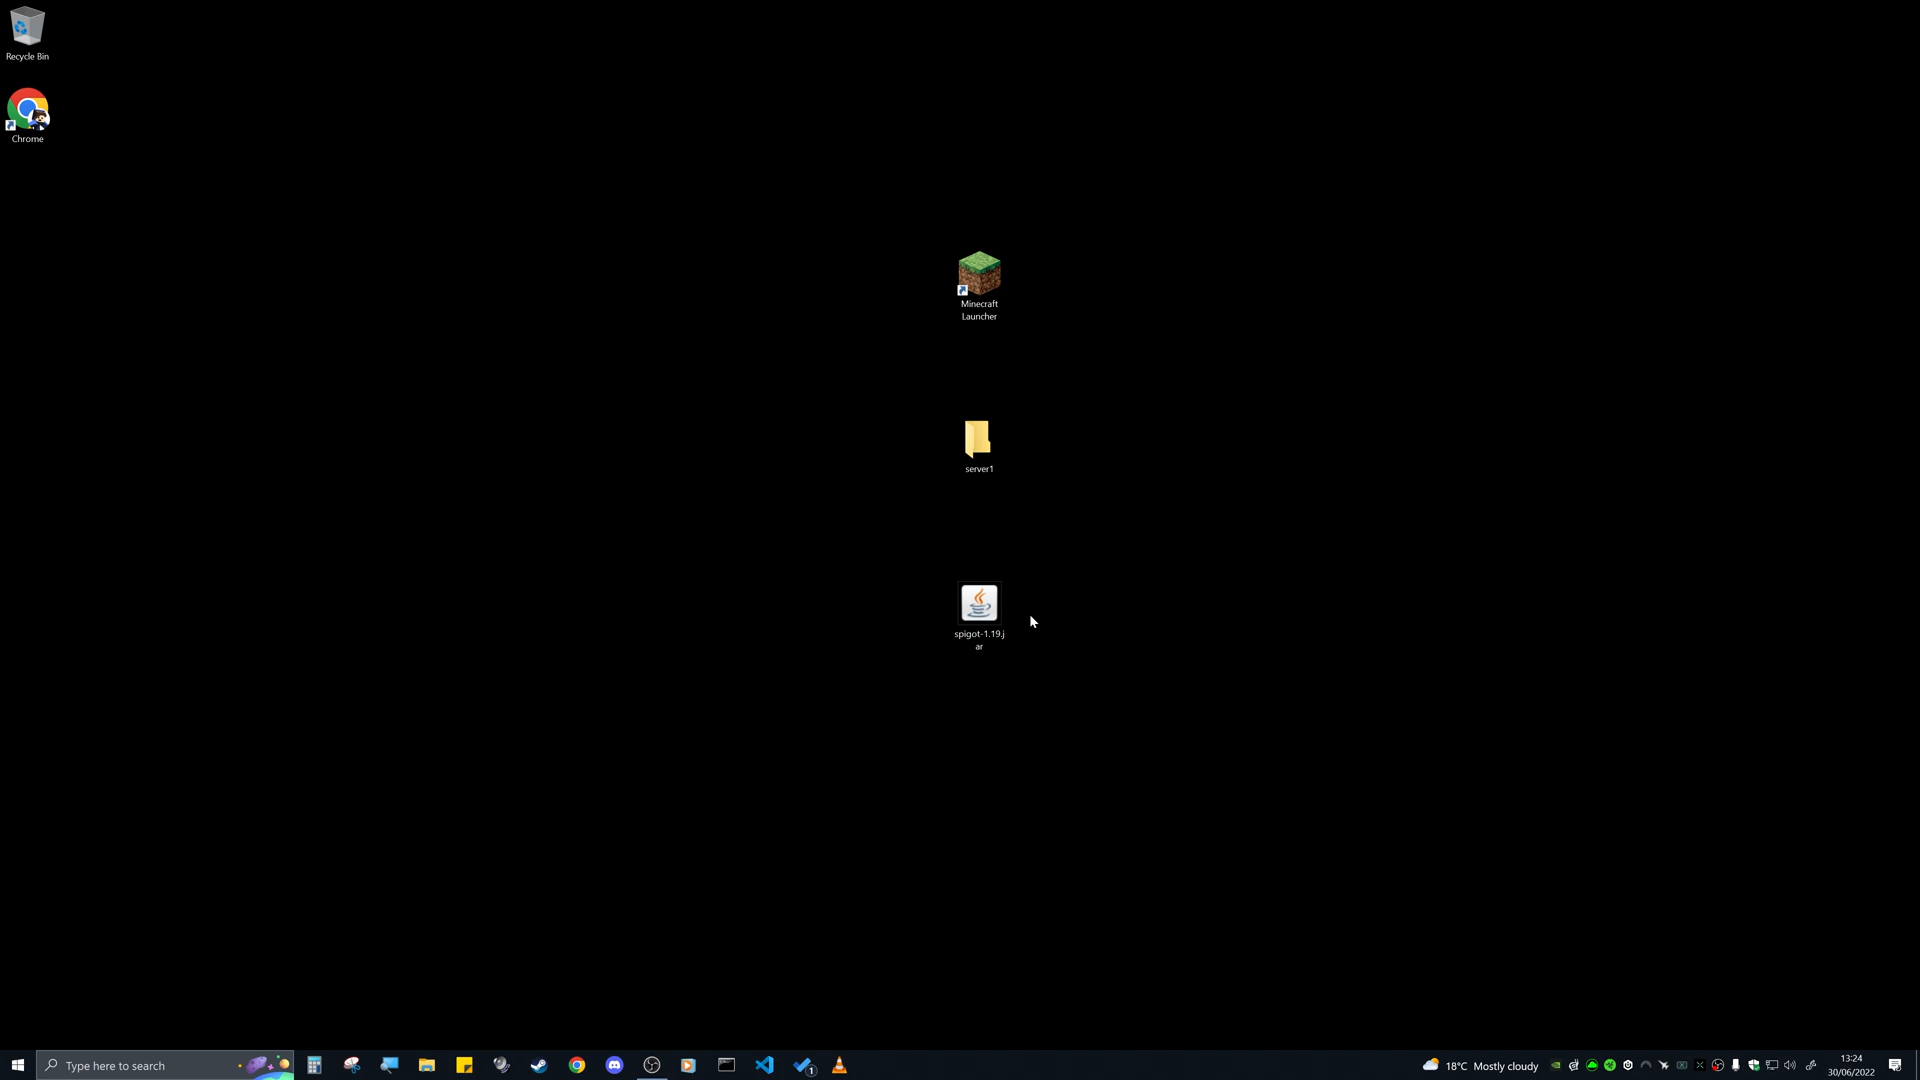 Recycle Bin
Chrome
Minecraft
Launcher
server1
spigot-1.19.j
ar
Type here to search
1
18°C Mostly cloudy
13:24
30/06/2022